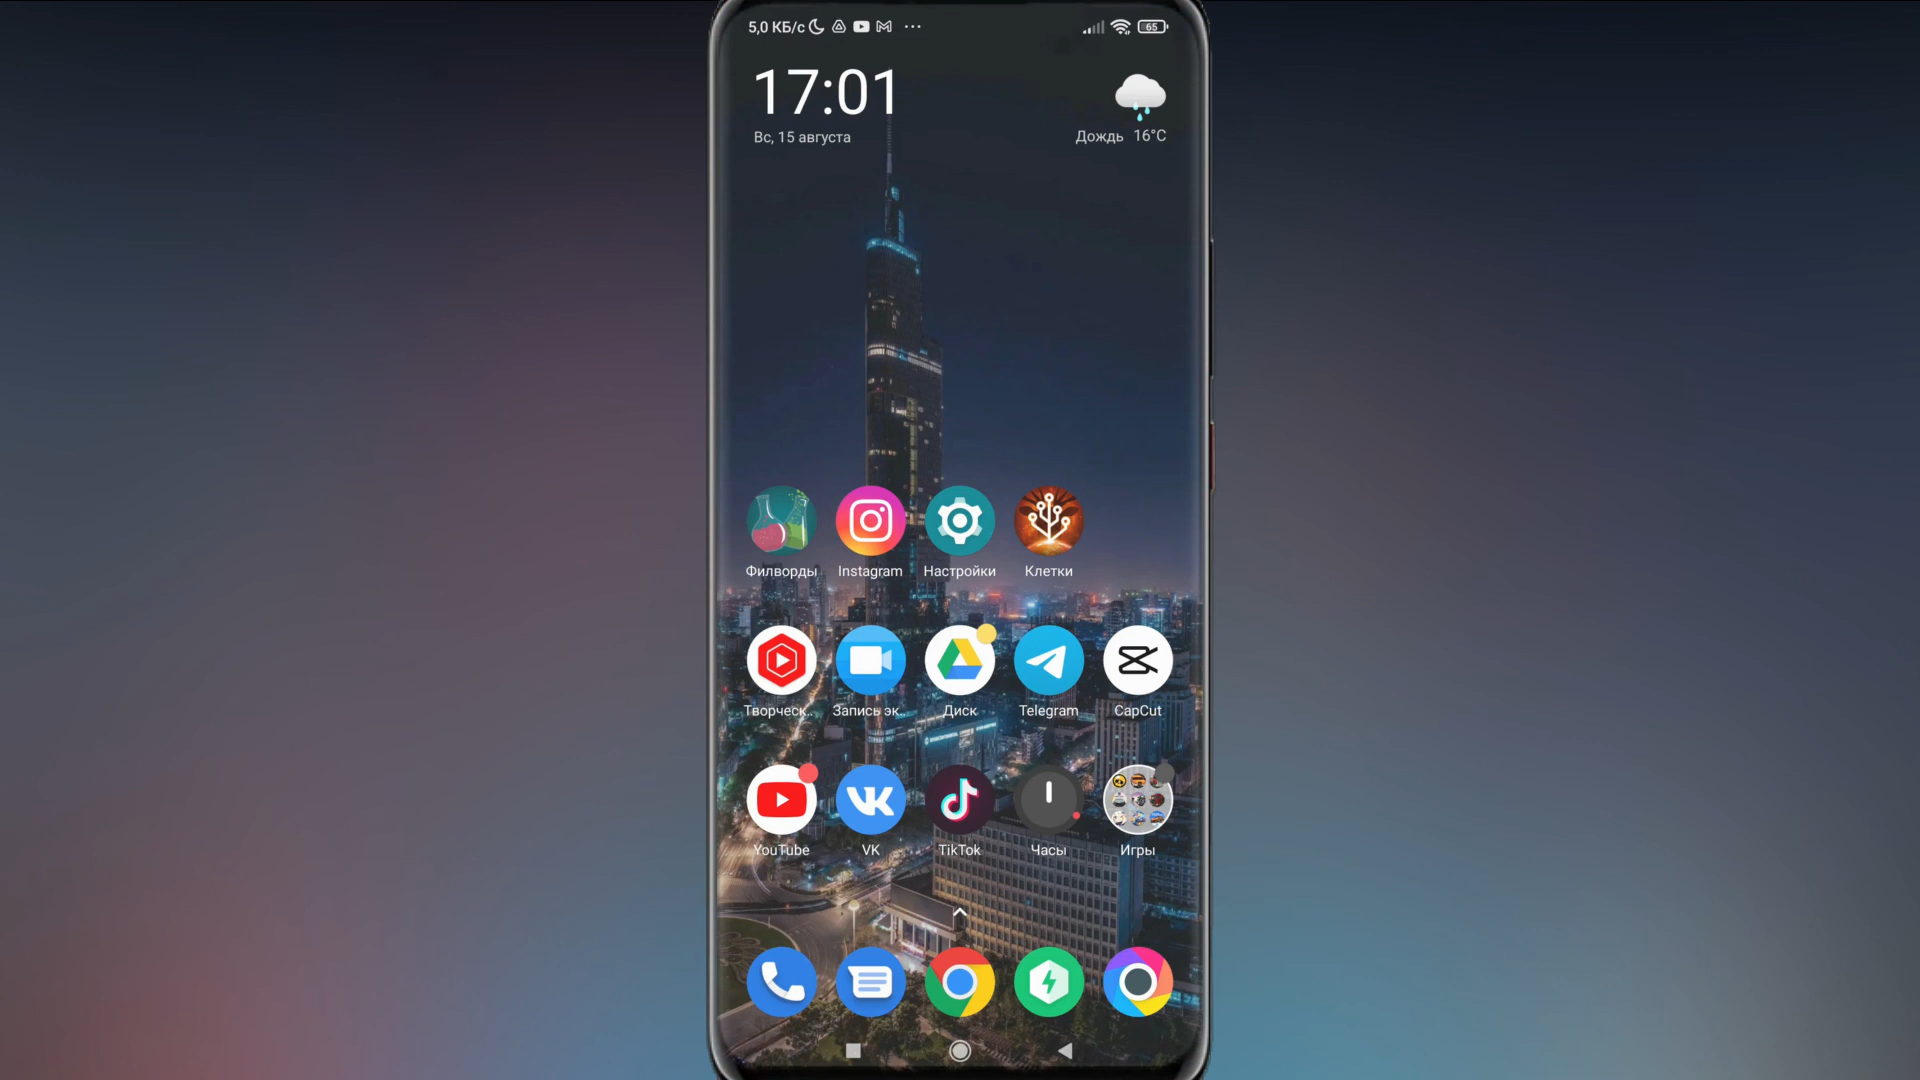 5,0 КБ/с
65
17:01
Вс, 15 августа
Дождь 16°C
Филворды Instagram Настройки Клетки
Творческ.. Запись эк.. Диск Telegram CapCut
YouTube VK TikTok Часы Игры